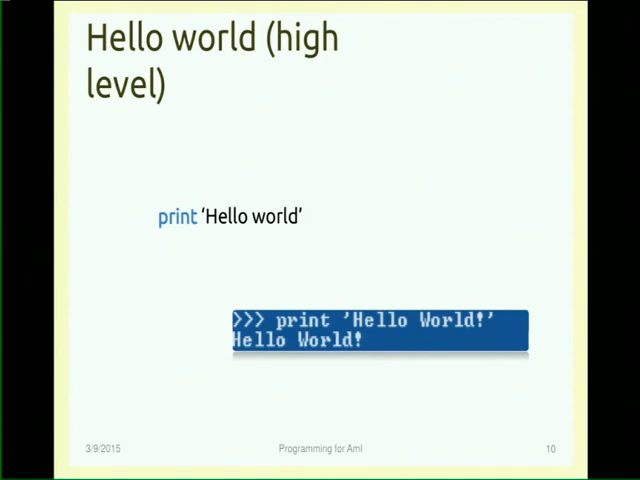 Hello world (high
level)
print ‘Hello world’
>>> print 'Hello World!'
Hello World!
3/9/2015
Programming for AmI
10